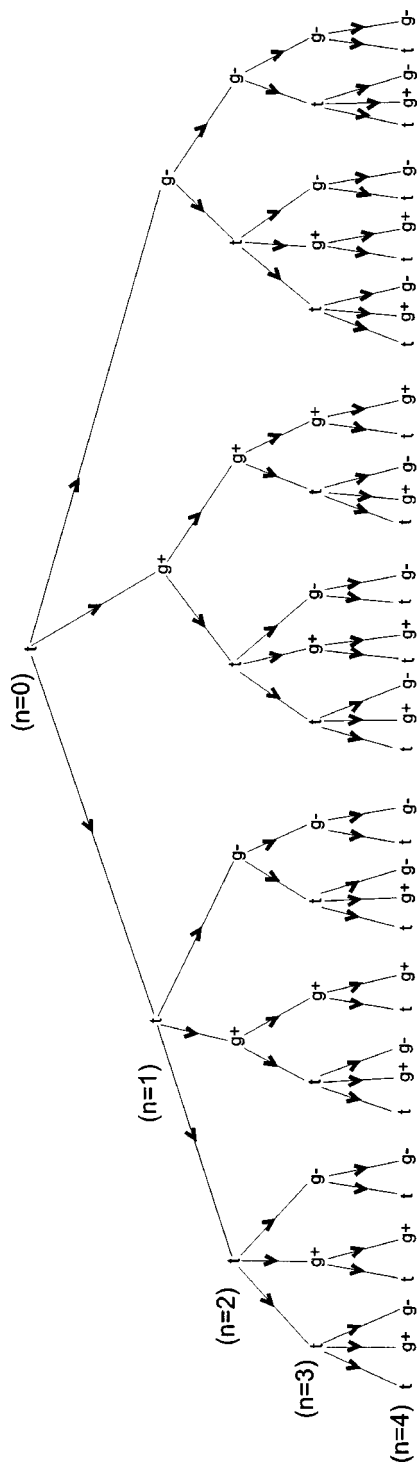 (n=0) t
(n=1) t g+ g-
(n=2) t g+ g- t g+ t g-
(n=3) t g+ g- t g+ t g- t g+ g- t g+ t g+ g- t g-
(n=4) t g+ g- t g+ t g- t g+ g- t g+ t g+ g- t g- t g+ g- t g+ t g- t g+ g- t g+ t g+ g- t g+ t g- t g+ g- t g-